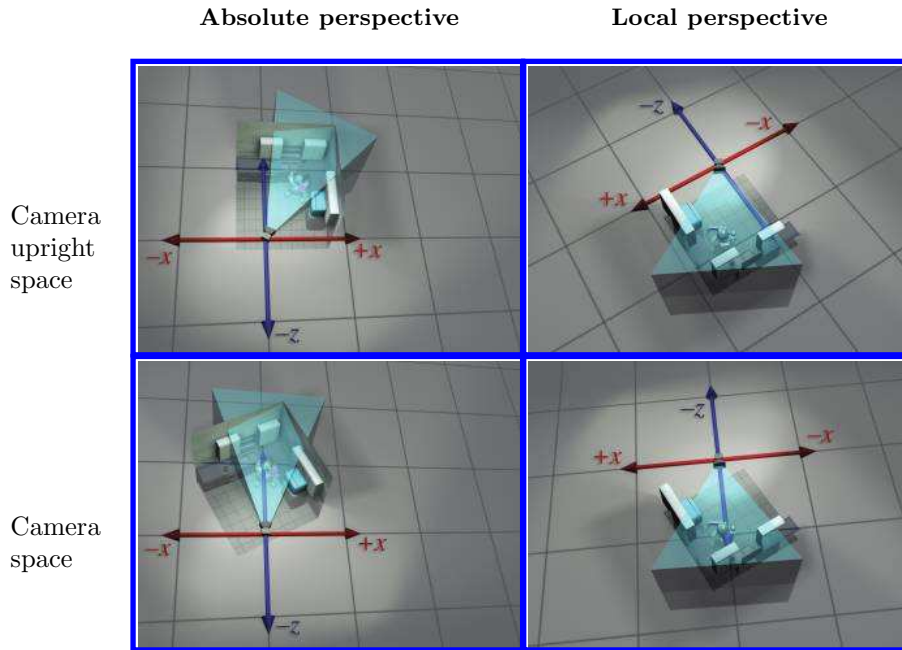 Absolute perspective
Local perspective
Camera
upright
space
−x
+x
−z
−z
−x
+x
Camera
space
−x
+x
−z
−z
+x
−x